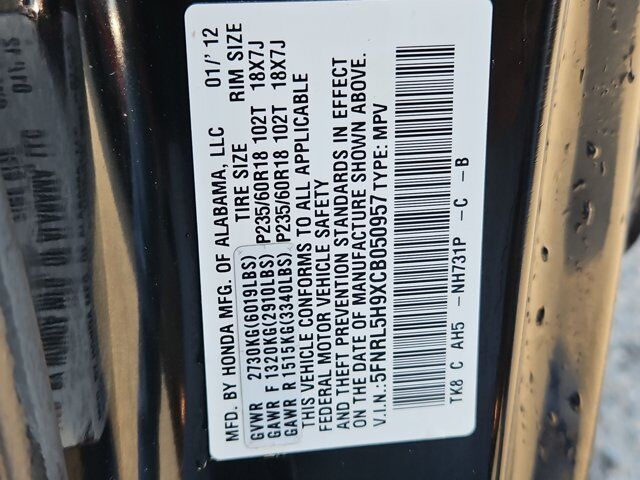 MFD. BY HONDA MFG. OF ALABAMA, LLC 01/'12
TIRE SIZE RIM SIZE
GVWR 2730KG(6019LBS)
GAWR F 1320KG(2910LBS) P235/60R18 102T 18X7J
GAWR R 1515KG(3340LBS) P235/60R18 102T 18X7J
THIS VEHICLE CONFORMS TO ALL APPLICABLE
FEDERAL MOTOR VEHICLE SAFETY
AND THEFT PREVENTION STANDARDS IN EFFECT
ON THE DATE OF MANUFACTURE SHOWN ABOVE.
V.I.N.: 5FNRL5H9XCB050957 TYPE: MPV
TK8 C AH5 -NH731P -C -B